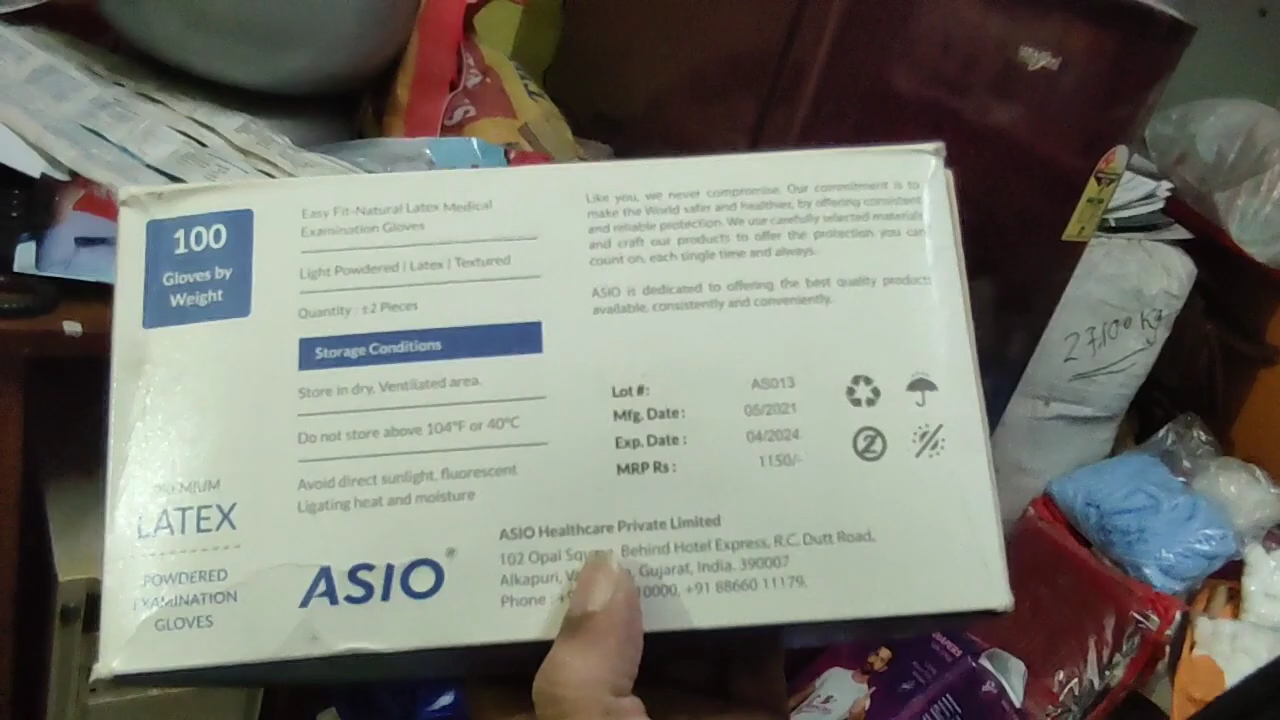 100
Gloves by
Weight
Easy Fit-Natural Latex Medical
Examination Gloves
Light Powdered | Latex | Textured
Quantity : ±2 Pieces
Storage Conditions
Store in dry. Ventilated area.
Do not store above 104°F or 40°C
Avoid direct sunlight, fluorescent
Ligating heat and moisture
PREMIUM
LATEX
POWDERED
EXAMINATION
GLOVES
ASIO®
Like you, we never compromise. Our commitment is to
make the World safer and healthier, by offering consistent
and reliable protection. We use carefully selected materials
and craft our products to offer the protection you can
count on, each single time and always.
ASIO is dedicated to offering the best quality products
available, consistently and conveniently.
Lot #: AS013
Mfg. Date : 05/2021
Exp. Date : 04/2024
MRP Rs : 1150/-
2
ASIO Healthcare Private Limited
102 Opal Behind Hotel Express, R.C. Dutt Road,
Alkapuri, Gujarat, India. 390007
Phone : 10000, +91 88660 11179.
27,100 Kg